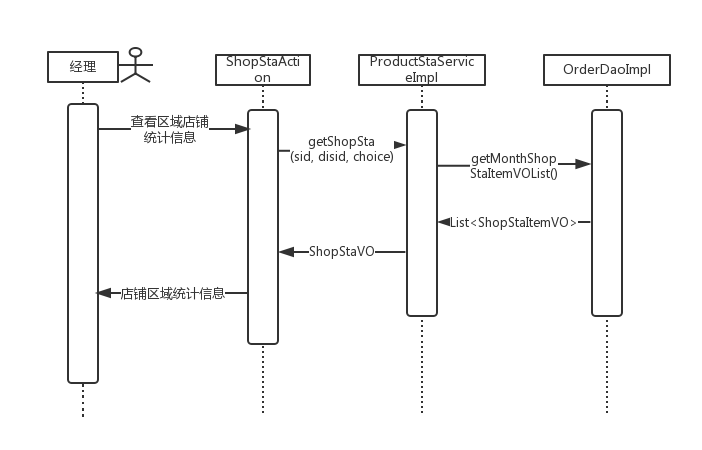 经理
ShopStaActi
on
ProductStaServic
eImpl
OrderDaoImpl
查看区域店铺
统计信息
getShopSta
(sid, disid, choice)
getMonthShop
StaItemVOList()
List<ShopStaItemVO>
ShopStaVO
店铺区域统计信息